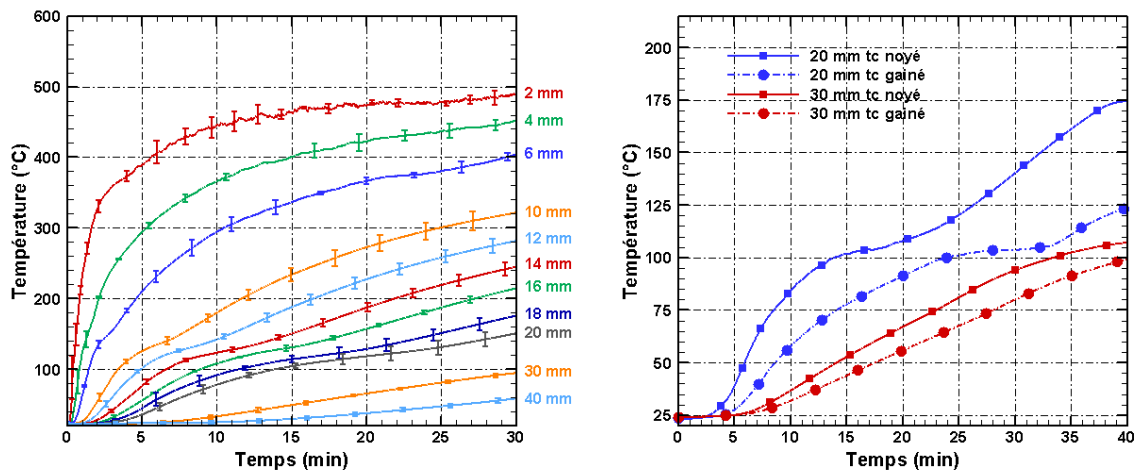 600
500
400
300
200
100
0
5
10
15
20
25
30
Température (°C)
Temps (min)
2 mm
4 mm
6 mm
10 mm
12 mm
14 mm
16 mm
18 mm
20 mm
30 mm
40 mm
200
175
150
125
100
75
50
25
0
5
10
15
20
25
30
35
40
Température (°C)
Temps (min)
20 mm tc noyé
20 mm tc gainé
30 mm tc noyé
30 mm tc gainé